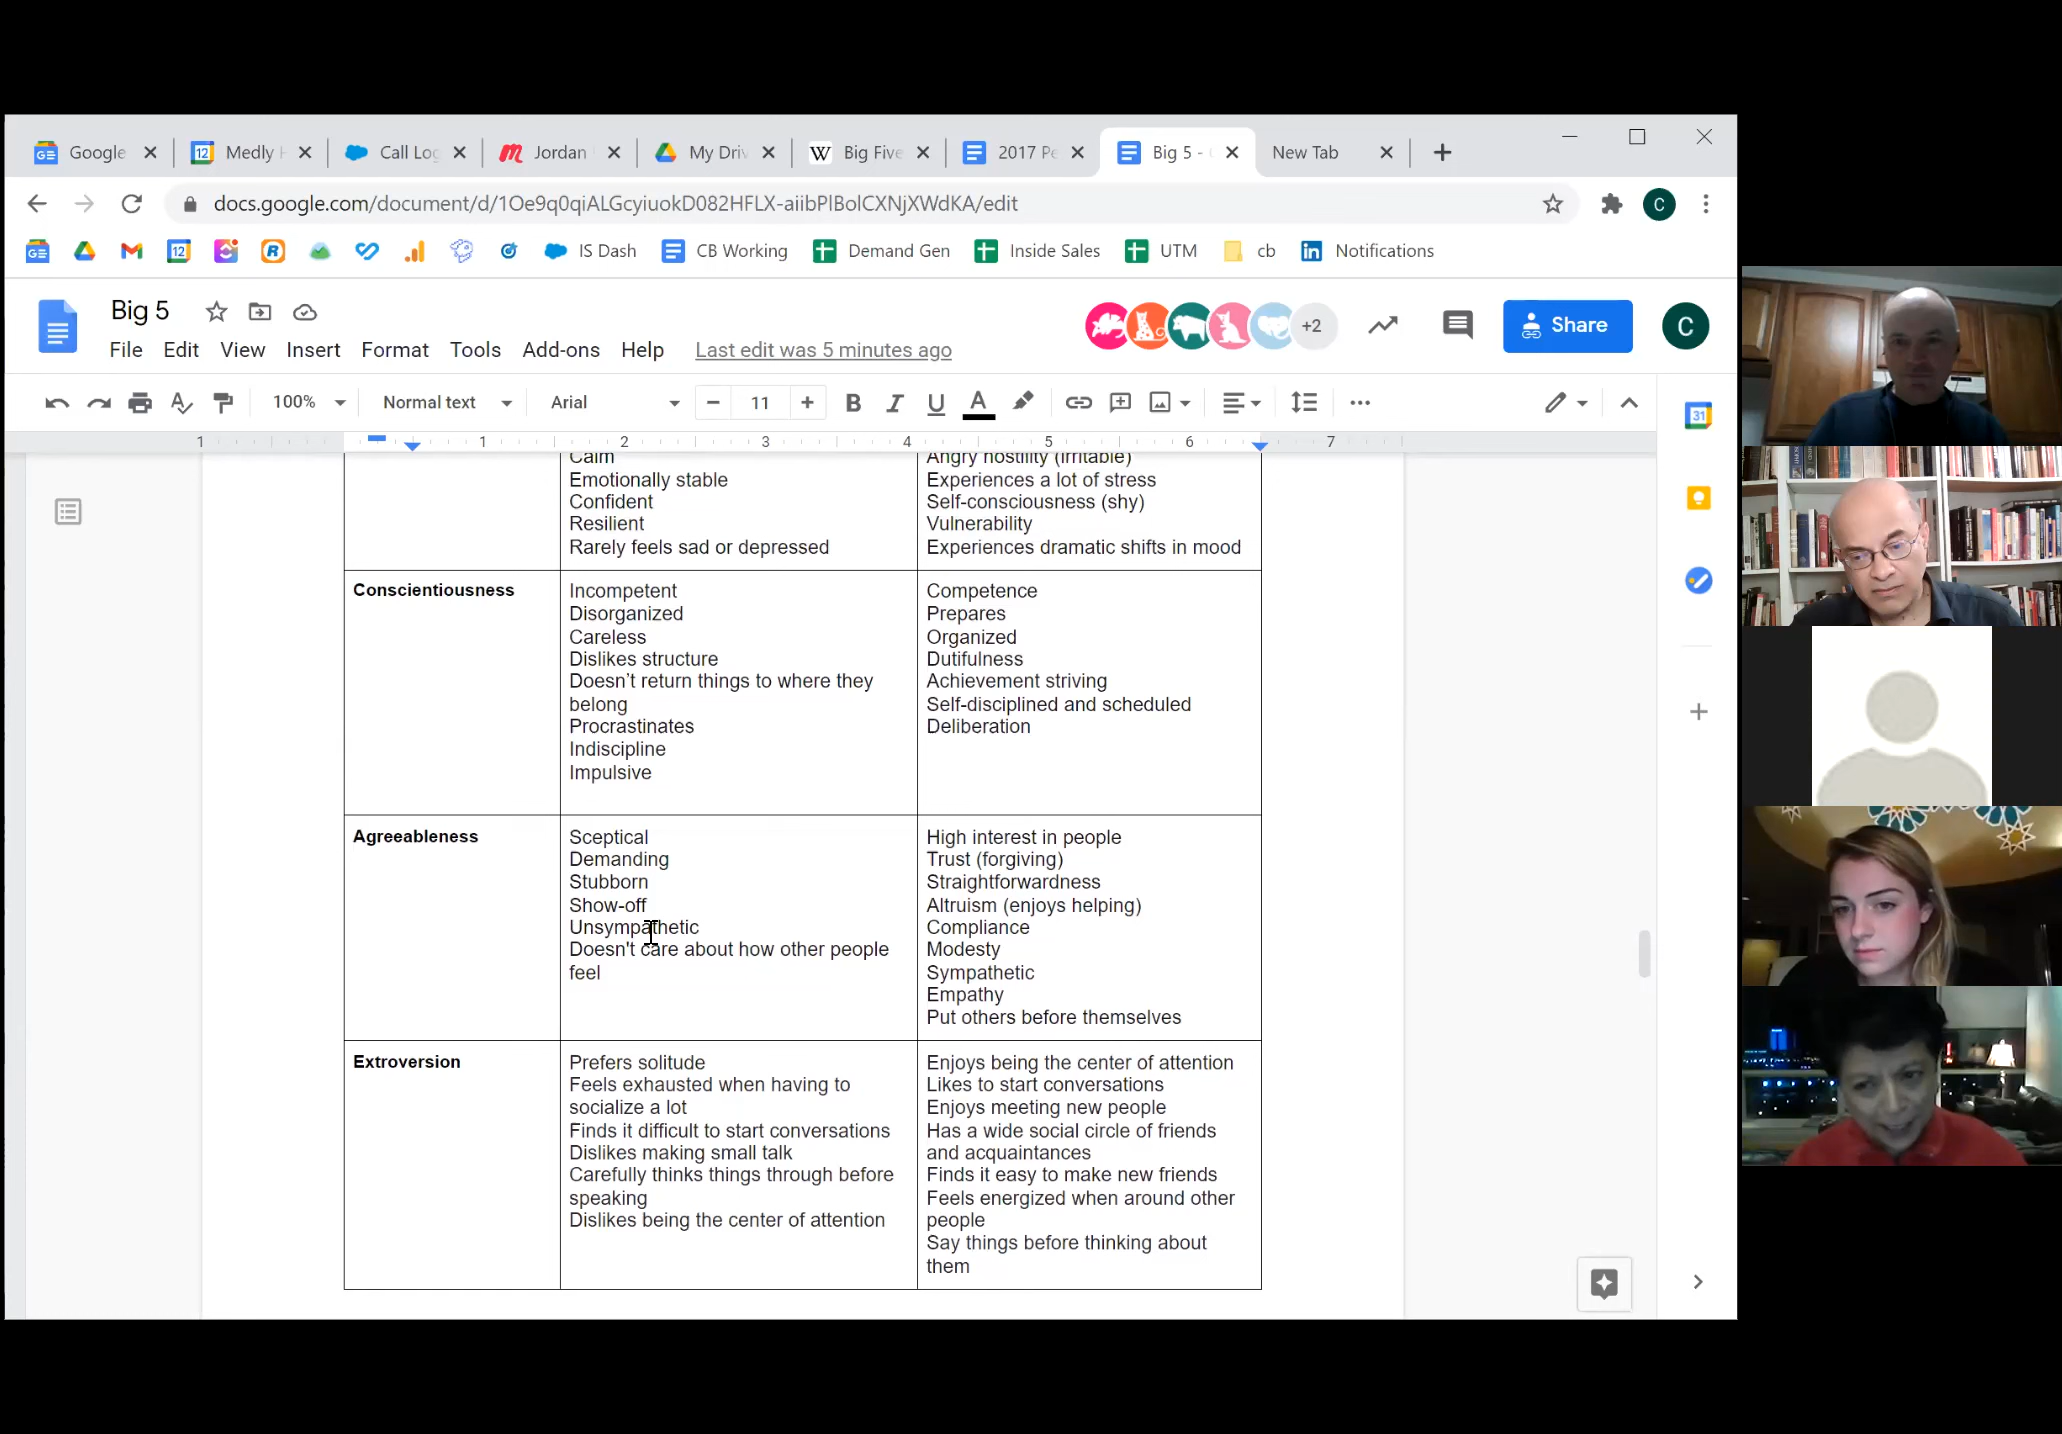 Google
Medly H
Call Log
Jordan
My Driv
Big Five
2017 Pe
Big 5 -
New Tab
docs.google.com/document/d/1Oe9q0qiALGcyiuokD082HFLX-aiibPlBolCXNjXWdKA/edit
C
IS Dash
CB Working
Demand Gen
Inside Sales
UTM
cb
Notifications
Big 5
+2
Share
C
File Edit View Insert Format Tools Add-ons Help Last edit was 5 minutes ago
100% Normal text Arial 11
1 1 2 3 4 5 6 7
Calm
Emotionally stable
Confident
Resilient
Rarely feels sad or depressed
Angry hostility (irritable)
Experiences a lot of stress
Self-consciousness (shy)
Vulnerability
Experiences dramatic shifts in mood
Conscientiousness
Incompetent
Disorganized
Careless
Dislikes structure
Doesn't return things to where they
belong
Procrastinates
Indiscipline
Impulsive
Competence
Prepares
Organized
Dutifulness
Achievement striving
Self-disciplined and scheduled
Deliberation
Agreeableness
Sceptical
Demanding
Stubborn
Show-off
Unsympathetic
Doesn't care about how other people
feel
High interest in people
Trust (forgiving)
Straightforwardness
Altruism (enjoys helping)
Compliance
Modesty
Sympathetic
Empathy
Put others before themselves
Extroversion
Prefers solitude
Feels exhausted when having to
socialize a lot
Finds it difficult to start conversations
Dislikes making small talk
Carefully thinks things through before
speaking
Dislikes being the center of attention
Enjoys being the center of attention
Likes to start conversations
Enjoys meeting new people
Has a wide social circle of friends
and acquaintances
Finds it easy to make new friends
Feels energized when around other
people
Say things before thinking about
them